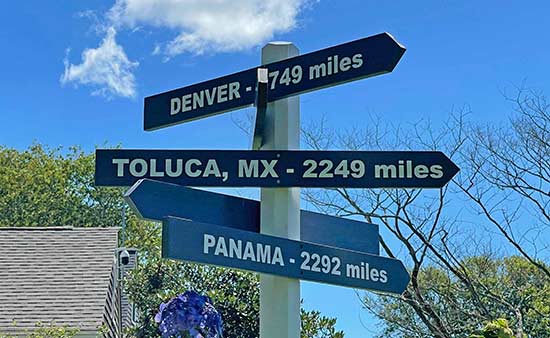 DENVER - 749 miles
TOLUCA, MX - 2249 miles
PANAMA - 2292 miles